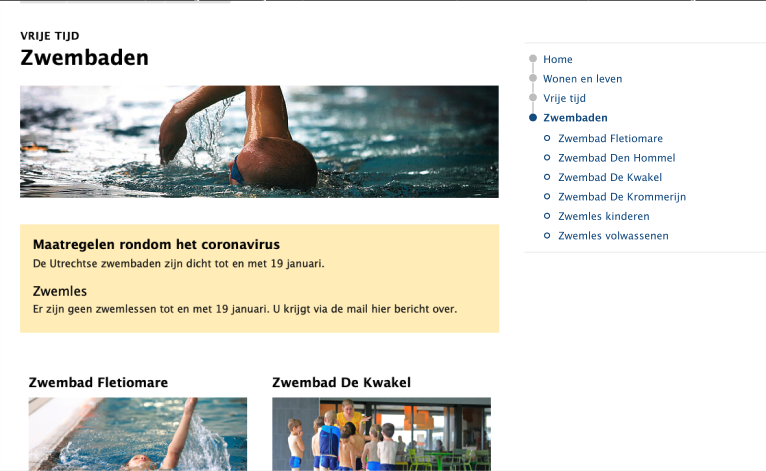 VRIJE TIJD
Zwembaden
Home
Wonen en leven
Vrije tijd
Zwembaden
Zwembad Fletiomare
Zwembad Den Hommel
Zwembad De Kwakel
Zwembad De Krommerijn
Zwemles kinderen
Zwemles volwassenen
Maatregelen rondom het coronavirus
De Utrechtse zwembaden zijn dicht tot en met 19 januari.
Zwemles
Er zijn geen zwemlessen tot en met 19 januari. U krijgt via de mail hier bericht over.
Zwembad Fletiomare
Zwembad De Kwakel